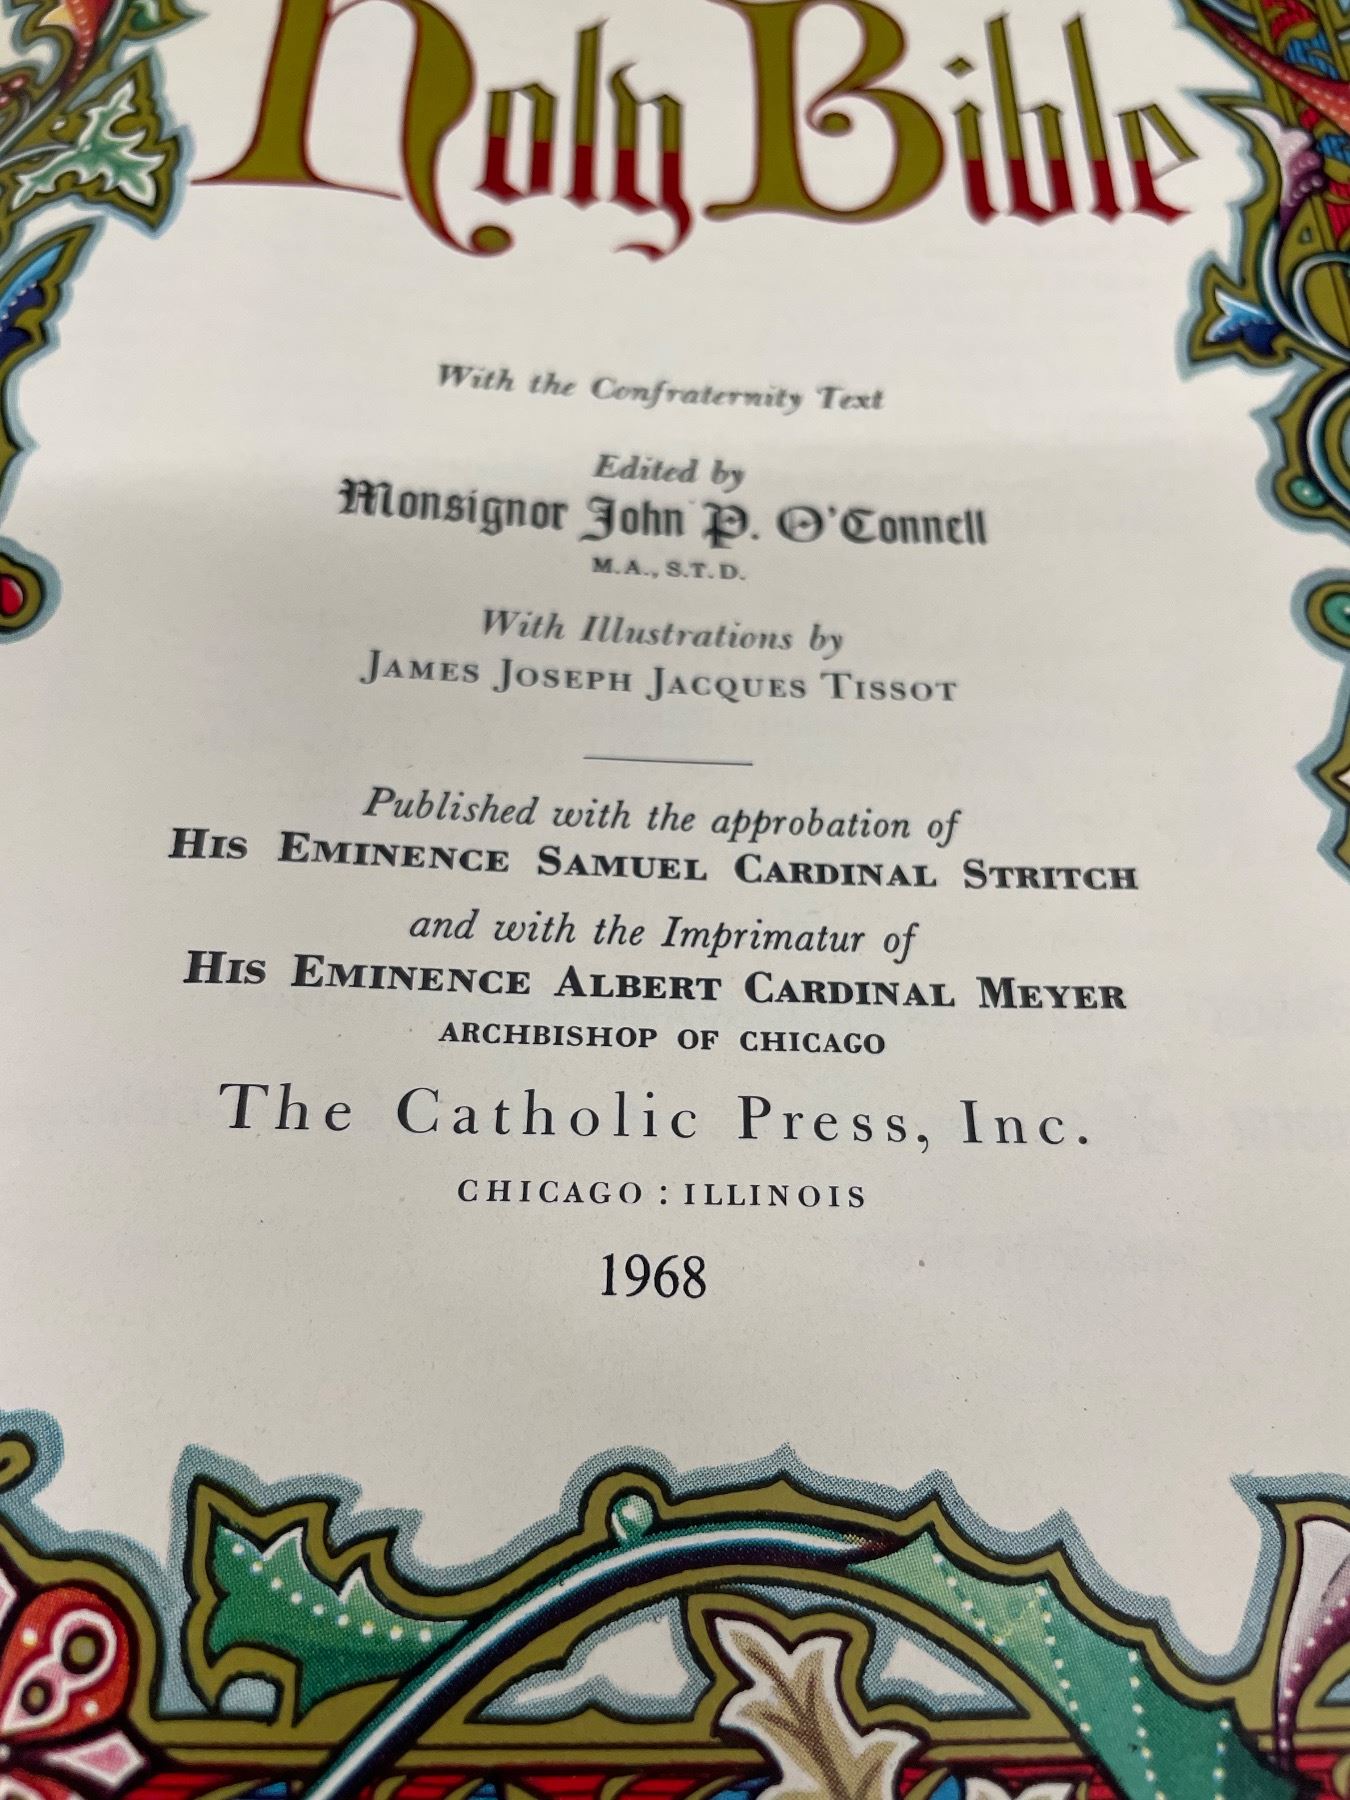 Holy Bible
With the Confraternity Text
Edited by
Monsignor John P. O'Connell
M.A., S.T.D.
With Illustrations by
JAMES JOSEPH JACQUES TISSOT
Published with the approbation of
HIS EMINENCE SAMUEL CARDINAL STRITCH
and with the Imprimatur of
HIS EMINENCE ALBERT CARDINAL MEYER
ARCHBISHOP OF CHICAGO
The Catholic Press, Inc.
CHICAGO : ILLINOIS
1968